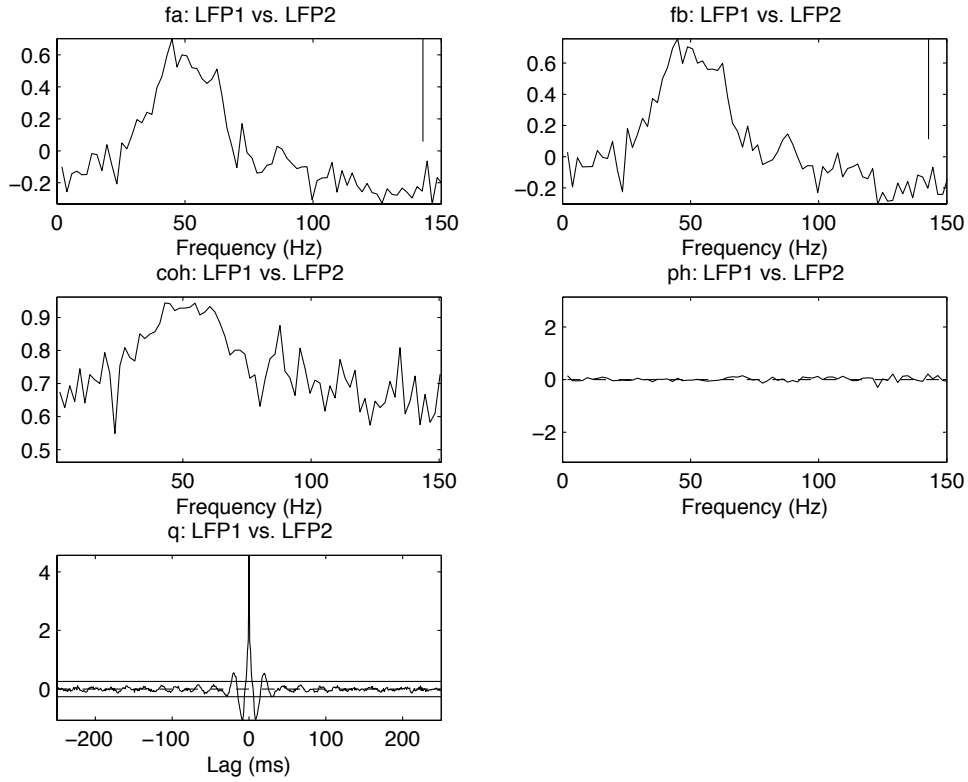 fa: LFP1 vs. LFP2
0.6
0.4
0.2
0
−0.2
0 50 100 150
Frequency (Hz)
fb: LFP1 vs. LFP2
0.6
0.4
0.2
0
−0.2
0 50 100 150
Frequency (Hz)
coh: LFP1 vs. LFP2
0.9
0.8
0.7
0.6
0.5
50 100 150
Frequency (Hz)
ph: LFP1 vs. LFP2
2
0
−2
0 50 100 150
Frequency (Hz)
q: LFP1 vs. LFP2
4
2
0
−200 −100 0 100 200
Lag (ms)